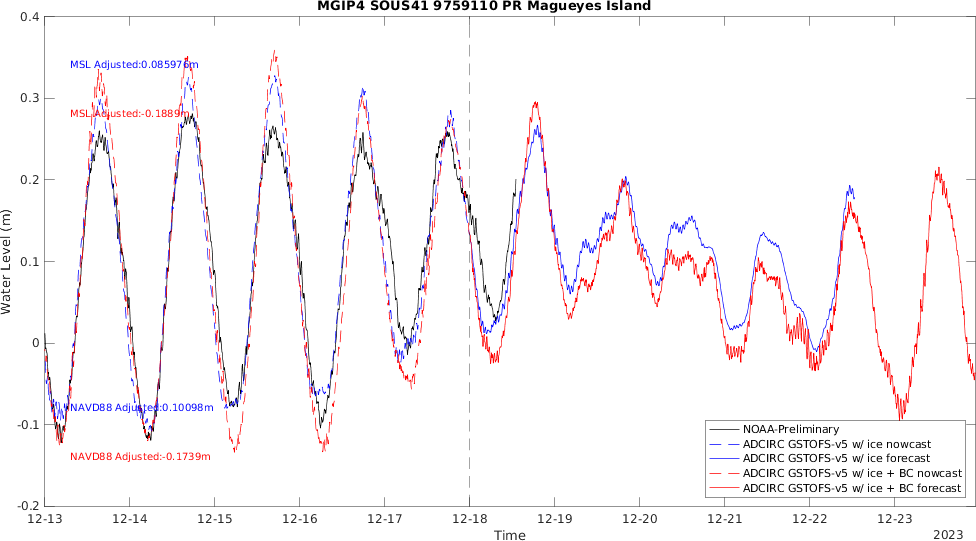 MGIP4 SOUS41 9759110 PR Magueyes Island
0.4
0.3
0.2
0.1
0
-0.1
-0.2
Water Level (m)
MSL Adjusted:0.085976m
MSL Adjusted:-0.1889m
NAVD88 Adjusted:0.10098m
NAVD88 Adjusted:-0.1739m
NOAA-Preliminary
ADCIRC GSTOFS-v5 w/ ice nowcast
ADCIRC GSTOFS-v5 w/ ice forecast
ADCIRC GSTOFS-v5 w/ ice + BC nowcast
ADCIRC GSTOFS-v5 w/ ice + BC forecast
12-13 12-14 12-15 12-16 12-17 12-18 12-19 12-20 12-21 12-22 12-23
Time
2023